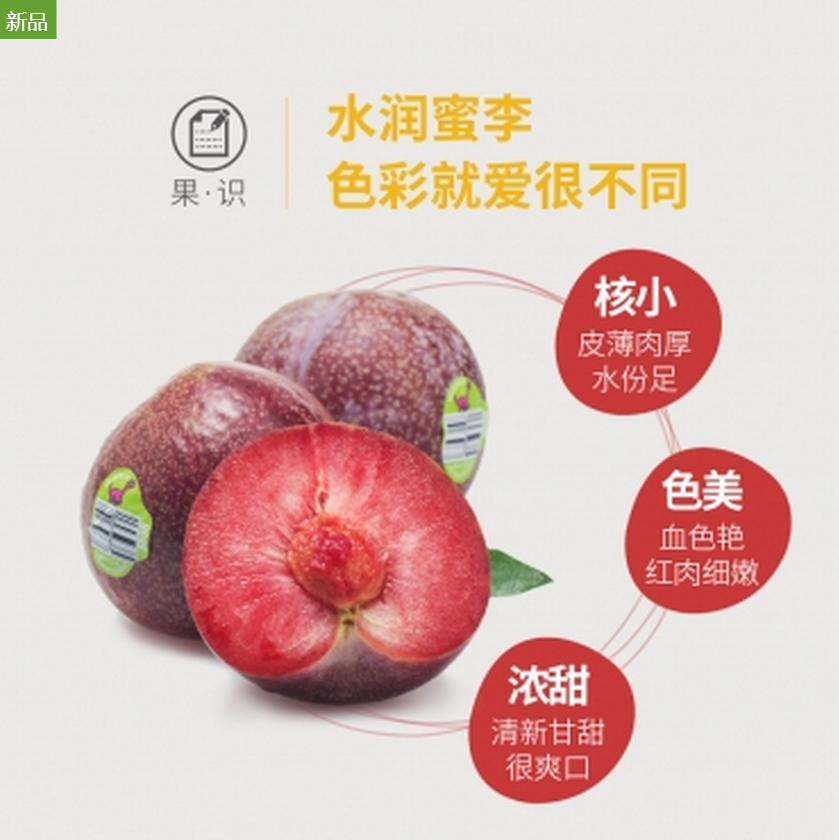 新品
果·识
水润蜜李
色彩就爱很不同
核小
皮薄肉厚
水份足
色美
血色艳
红肉细嫩
浓甜
清新甘甜
很爽口